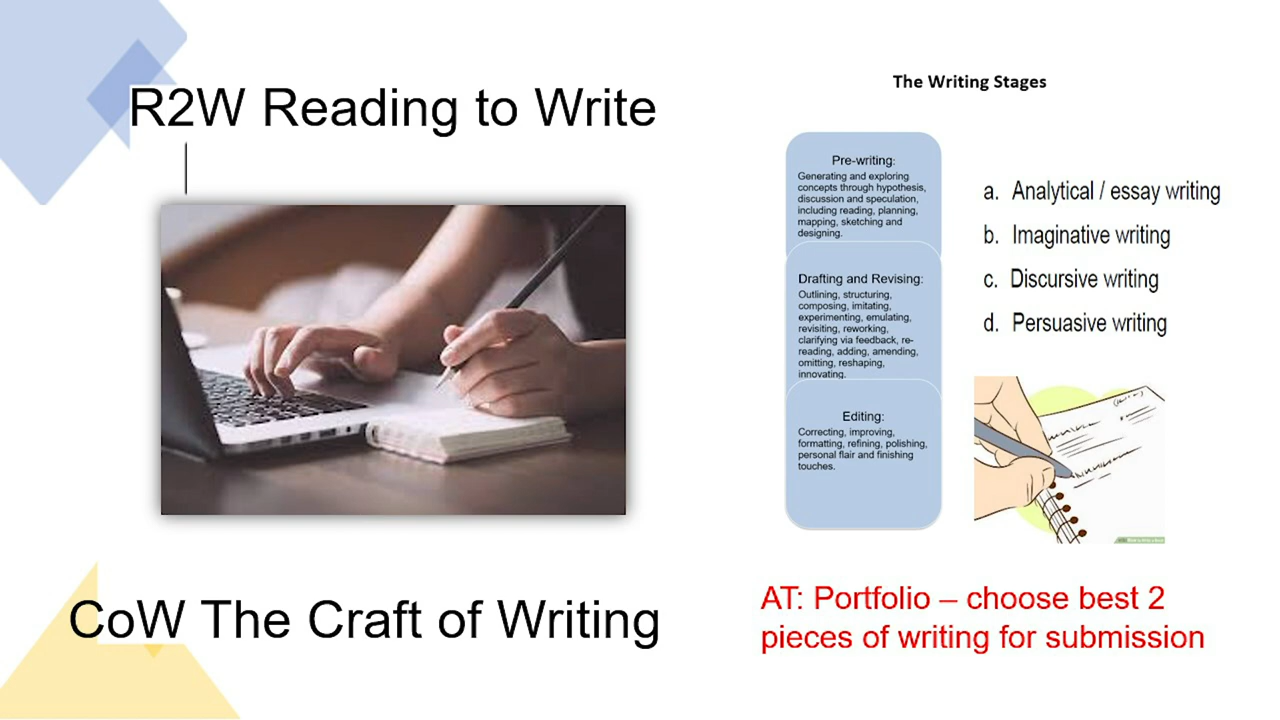 R2W Reading to Write
CoW The Craft of Writing
The Writing Stages
Pre-writing:
Generating and exploring
concepts through hypothesis,
discussion and speculation,
including reading, planning,
mapping, sketching and
designing.
Drafting and Revising:
Outlining, structuring,
composing, imitating,
experimenting, emulating,
revisiting, reworking,
clarifying via feedback, re-
reading, adding, amending,
omitting, reshaping,
innovating.
Editing:
Correcting, improving,
formatting, refining, polishing,
personal flair and finishing
touches.
a. Analytical / essay writing
b. Imaginative writing
c. Discursive writing
d. Persuasive writing
AT: Portfolio – choose best 2
pieces of writing for submission